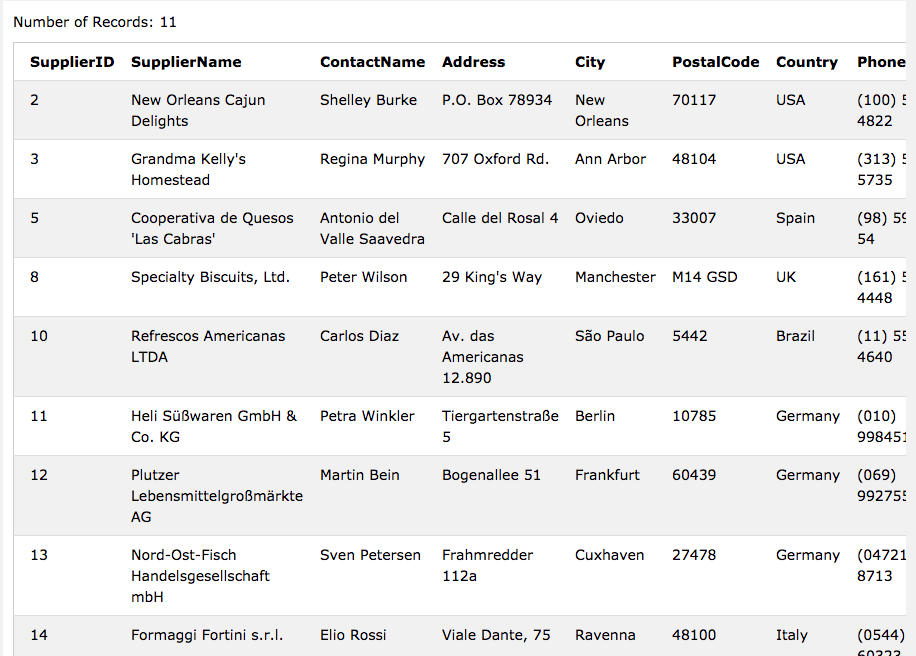 Number of Records: 11
SupplierID SupplierName ContactName Address City PostalCode Country Phone
2 New Orleans Cajun Shelley Burke P.O. Box 78934 New 70117 USA (100) 5
Delights Orleans 4822
3 Grandma Kelly's Regina Murphy 707 Oxford Rd. Ann Arbor 48104 USA (313) 5
Homestead 5735
5 Cooperativa de Quesos Antonio del Calle del Rosal 4 Oviedo 33007 Spain (98) 59
'Las Cabras' Valle Saavedra 54
8 Specialty Biscuits, Ltd. Peter Wilson 29 King's Way Manchester M14 GSD UK (161) 5
4448
10 Refrescos Americanas Carlos Diaz Av. das São Paulo 5442 Brazil (11) 55
LTDA Americanas 4640
12.890
11 Heli Süßwaren GmbH & Petra Winkler Tiergartenstraße Berlin 10785 Germany (010)
Co. KG 5 998451
12 Plutzer Martin Bein Bogenallee 51 Frankfurt 60439 Germany (069)
Lebensmittelgroßmärkte 992755
AG
13 Nord-Ost-Fisch Sven Petersen Frahmredder Cuxhaven 27478 Germany (04721
Handelsgesellschaft 112a 8713
mbH
14 Formaggi Fortini s.r.l. Elio Rossi Viale Dante, 75 Ravenna 48100 Italy (0544)